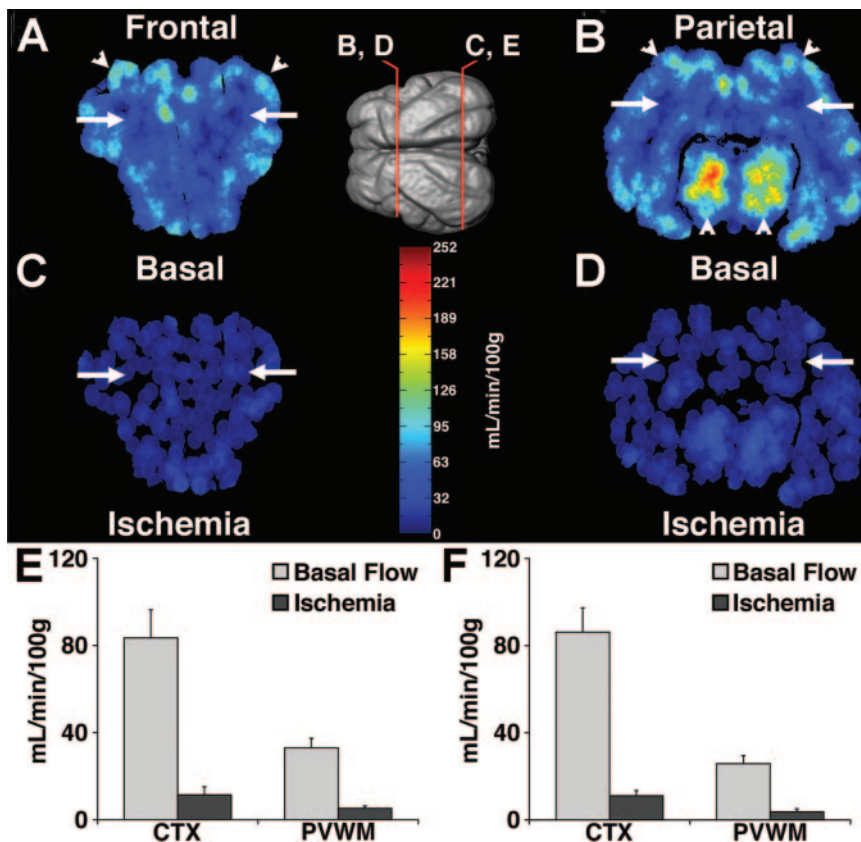 A
Frontal
B, D
C, E
B
Parietal
C
Basal
252
221
189
158
126
95
63
32
0
mL/min/100g
D
Basal
Ischemia
Ischemia
E
120
80
40
0
mL/min/100g
Basal Flow
Ischemia
CTX
PVWM
F
120
80
40
0
mL/min/100g
Basal Flow
Ischemia
CTX
PVWM